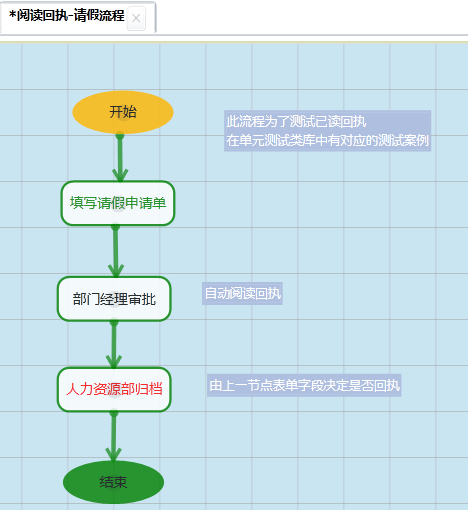 *阅读回执-请假流程
开始
此流程为了测试已读回执
在单元测试类库中有对应的测试案例
填写请假申请单
部门经理审批
自动阅读回执
人力资源部归档
由上一节点表单字段决定是否回执
结束